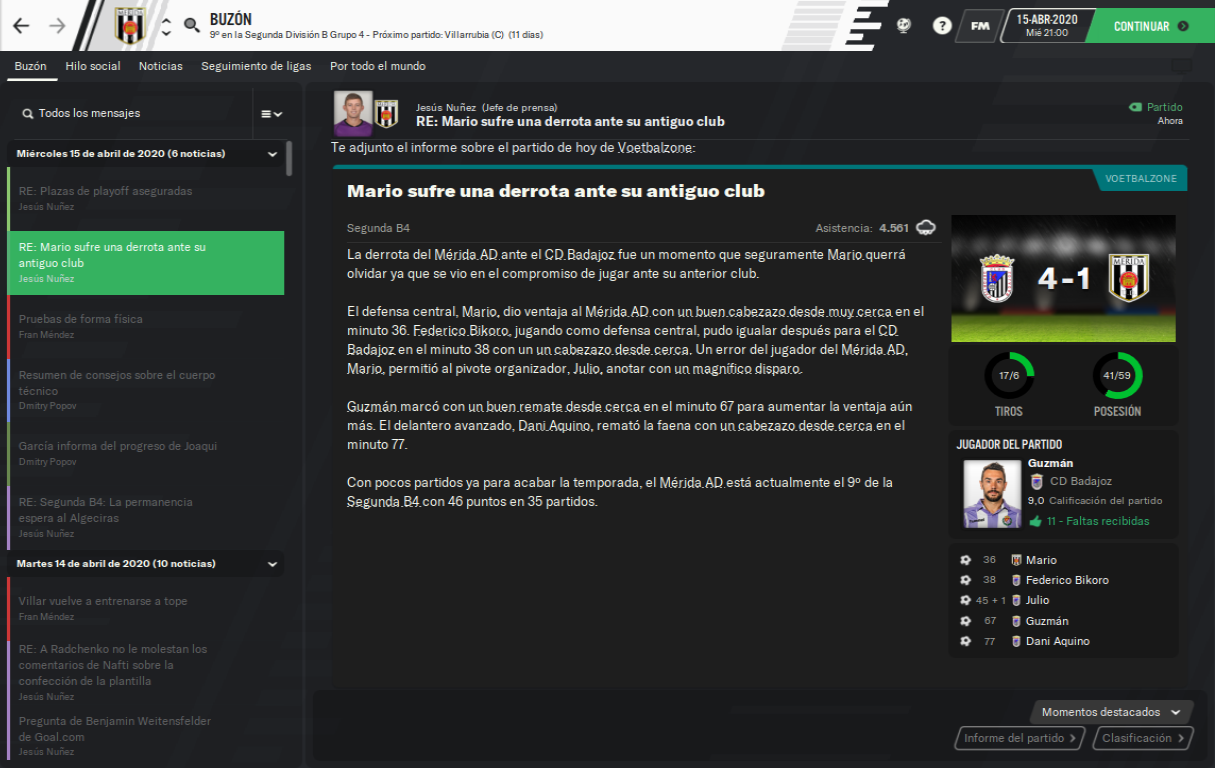 BUZÓN
9º en la Segunda División B Grupo 4 - Próximo partido: Villarrubia (C) (11 días)
?
FM
15-ABR-2020
Mié 21:00
CONTINUAR
Buzón
Hilo social
Noticias
Seguimiento de ligas
Por todo el mundo
Todos los mensajes
Miércoles 15 de abril de 2020 (6 noticias)
RE: Plazas de playoff aseguradas
Jesús Nuñez
RE: Mario sufre una derrota ante su
antiguo club
Jesús Nuñez
Pruebas de forma física
Fran Méndez
Resumen de consejos sobre el cuerpo
técnico
Dmitry Popov
García informa del progreso de Joaqui
Dmitry Popov
RE: Segunda B4: La permanencia
espera al Algeciras
Jesús Nuñez
Martes 14 de abril de 2020 (10 noticias)
Villar vuelve a entrenarse a tope
Fran Méndez
RE: A Radchenko no le molestan los
comentarios de Nafti sobre la
confección de la plantilla
Jesús Nuñez
Pregunta de Benjamin Weitensfelder
de Goal.com
Jesús Nuñez
Jesús Nuñez (Jefe de prensa)
RE: Mario sufre una derrota ante su antiguo club
Partido
Ahora
Te adjunto el informe sobre el partido de hoy de Voetbalzone:
VOETBALZONE
Mario sufre una derrota ante su antiguo club
Segunda B4
Asistencia: 4.561
La derrota del Mérida AD ante el CD Badajoz fue un momento que seguramente Mario querrá
olvidar ya que se vio en el compromiso de jugar ante su anterior club.
El defensa central, Mario, dio ventaja al Mérida AD con un buen cabezazo desde muy cerca en el
minuto 36. Federico Bikoro, jugando como defensa central, pudo igualar después para el CD
Badajoz en el minuto 38 con un un cabezazo desde cerca. Un error del jugador del Mérida AD,
Mario, permitió al pivote organizador, Julio, anotar con un magnífico disparo.
Guzmán marcó con un buen remate desde cerca en el minuto 67 para aumentar la ventaja aún
más. El delantero avanzado, Dani Aquino, remató la faena con un cabezazo desde cerca en el
minuto 77.
Con pocos partidos ya para acabar la temporada, el Mérida AD está actualmente el 9º de la
Segunda B4 con 46 puntos en 35 partidos.
4 - 1
MÉRIDA
17/6
TIROS
41/59
POSESIÓN
JUGADOR DEL PARTIDO
Guzmán
CD Badajoz
9,0 Calificación del partido
11 - Faltas recibidas
36 Mario
38 Federico Bikoro
45 + 1 Julio
67 Guzmán
77 Dani Aquino
Momentos destacados
Informe del partido
Clasificación